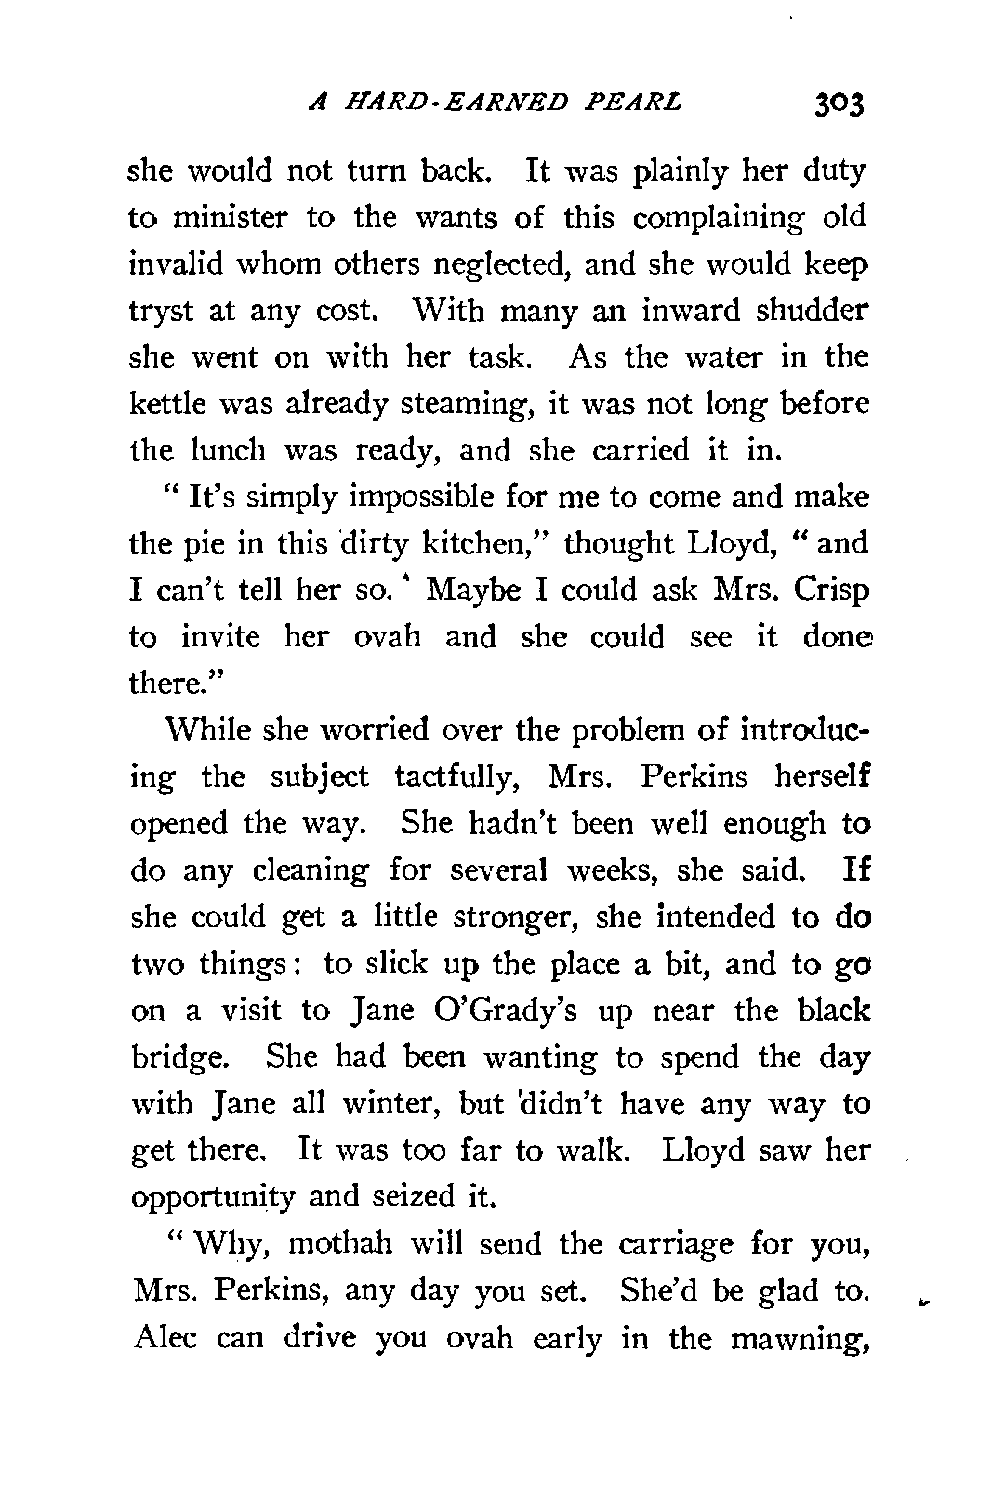 A HARD-EARNED PEARL 303
she would not turn back. It was plainly her duty
to minister to the wants of this complaining old
invalid whom others neglected, and she would keep
tryst at any cost. With many an inward shudder
she went on with her task. As the water in the
kettle was already steaming, it was not long before
the lunch was ready, and she carried it in.
“ It’s simply impossible for me to come and make
the pie in this dirty kitchen,” thought Lloyd, “ and
I can’t tell her so. ‘ Maybe I could ask Mrs. Crisp
to invite her ovah and she could see it done
there.”
While she worried over the problem of introduc-
ing the subject tactfully, Mrs. Perkins herself
opened the way. She hadn’t been well enough to
do any cleaning for several weeks, she said. If
she could get a little stronger, she intended to do
two things: to slick up the place a bit, and to go
on a visit to Jane O’Grady’s up near the black
bridge. She had been wanting to spend the day
with Jane all winter, but didn’t have any way to
get there. It was too far to walk. Lloyd saw her
opportunity and seized it.
“ Why, mothah will send the carriage for you,
Mrs. Perkins, any day you set. She’d be glad to.
Alec can drive you ovah early in the mawning,